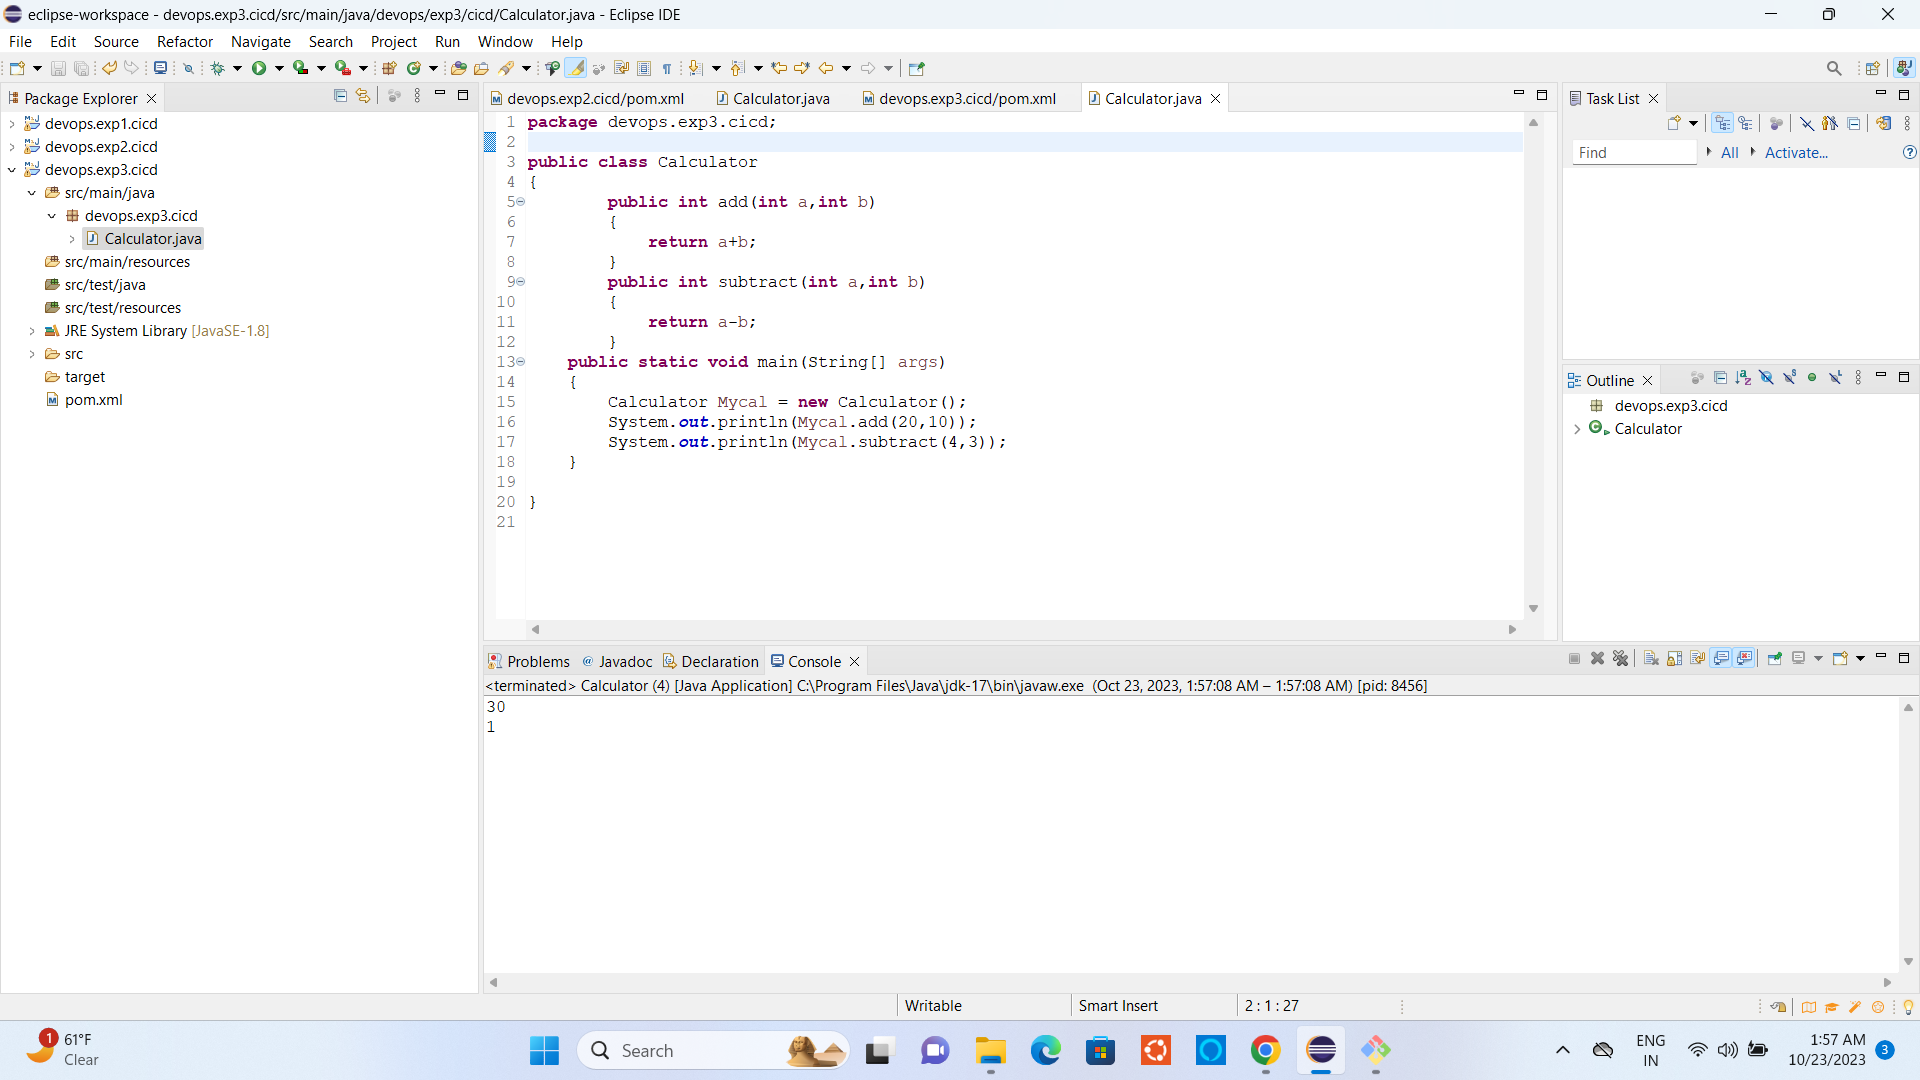 eclipse-workspace - devops.exp3.cicd/src/main/java/devops/exp3/cicd/Calculator.java - Eclipse IDE
File Edit Source Refactor Navigate Search Project Run Window Help
Package Explorer
devops.exp1.cicd
devops.exp2.cicd
devops.exp3.cicd
src/main/java
devops.exp3.cicd
Calculator.java
src/main/resources
src/test/java
src/test/resources
JRE System Library [JavaSE-1.8]
src
target
pom.xml
devops.exp2.cicd/pom.xml Calculator.java devops.exp3.cicd/pom.xml Calculator.java
1 package devops.exp3.cicd;
2
3 public class Calculator
4 {
5 public int add(int a,int b)
6 {
7 return a+b;
8 }
9 public int subtract(int a,int b)
10 {
11 return a-b;
12 }
13 public static void main(String[] args)
14 {
15 Calculator Mycal = new Calculator();
16 System.out.println(Mycal.add(20,10));
17 System.out.println(Mycal.subtract(4,3));
18 }
19
20 }
21
Task List
Find All Activate...
Outline
devops.exp3.cicd
Calculator
Problems Javadoc Declaration Console
<terminated> Calculator (4) [Java Application] C:\Program Files\Java\jdk-17\bin\javaw.exe (Oct 23, 2023, 1:57:08 AM – 1:57:08 AM) [pid: 8456]
30
1
Writable Smart Insert 2 : 1 : 27
1
61°F
Clear
Search
ENG
IN
1:57 AM
10/23/2023
3